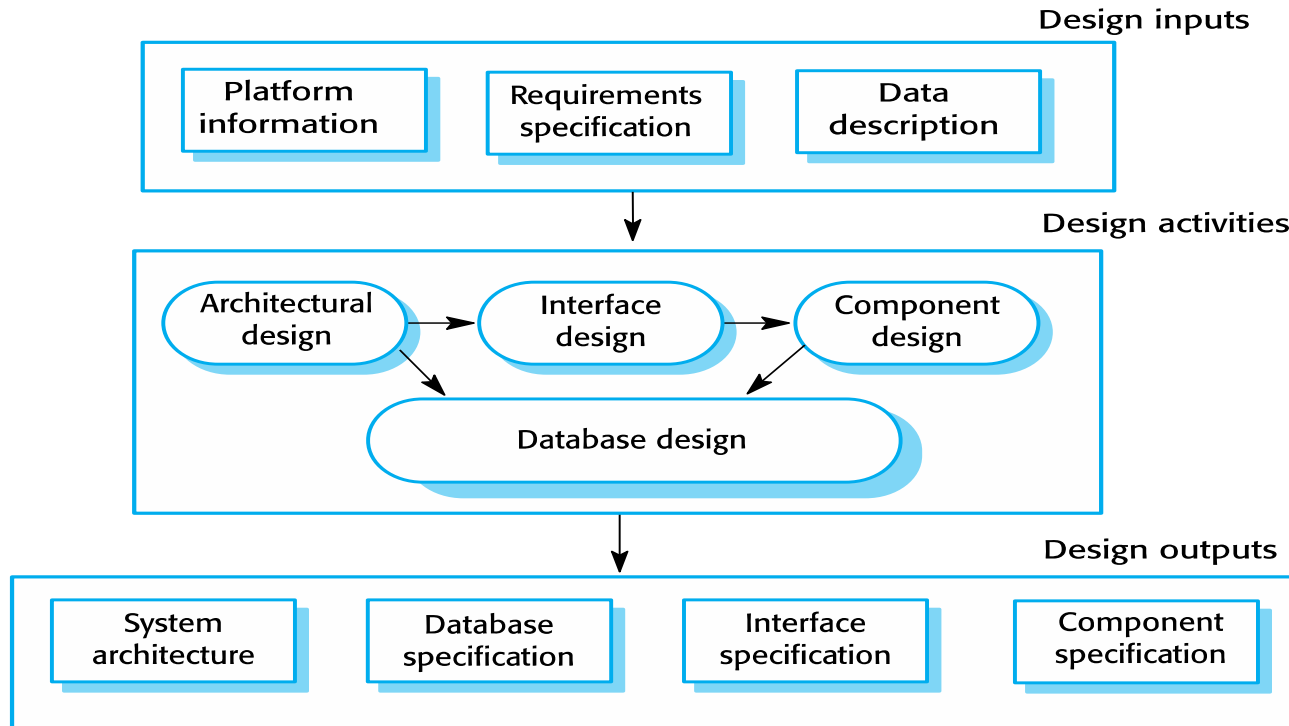 Design inputs
Platform
information
Requirements
specification
Data
description
Design activities
Architectural
design
Interface
design
Component
design
Database design
Design outputs
System
architecture
Database
specification
Interface
specification
Component
specification